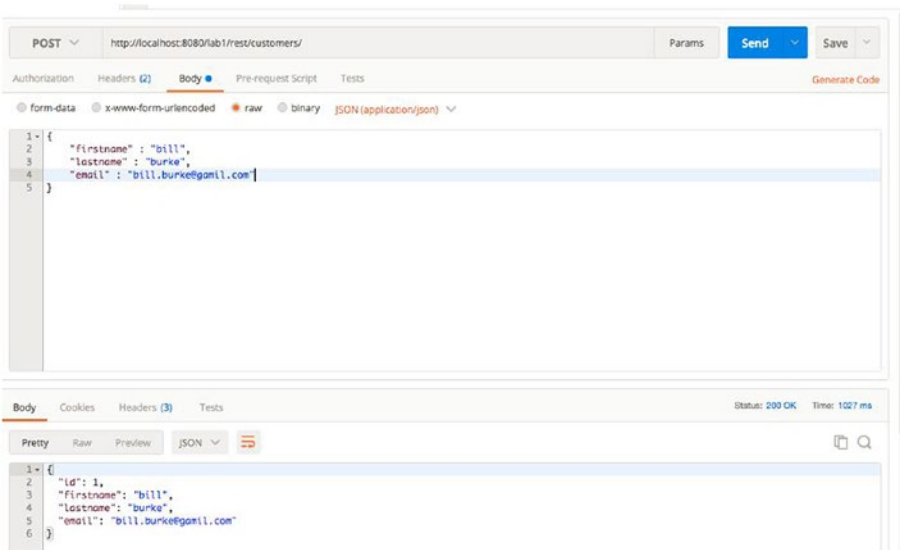 POST http://localhost:8080/lab1/rest/customers/ Params Send Save
Authorization Headers (2) Body Pre-request Script Tests Generate Code
form-data x-www-form-urlencoded raw binary JSON (application/json)
1 {
2 "firstname" : "bill",
3 "lastname" : "burke",
4 "email" : "bill.burke@gamil.com"
5 }
Body Cookies Headers (3) Tests Status: 200 OK Time: 1027 ms
Pretty Raw Preview JSON
1 {
2 "id": 1,
3 "firstname": "bill",
4 "lastname": "burke",
5 "email": "bill.burke@gamil.com"
6 }